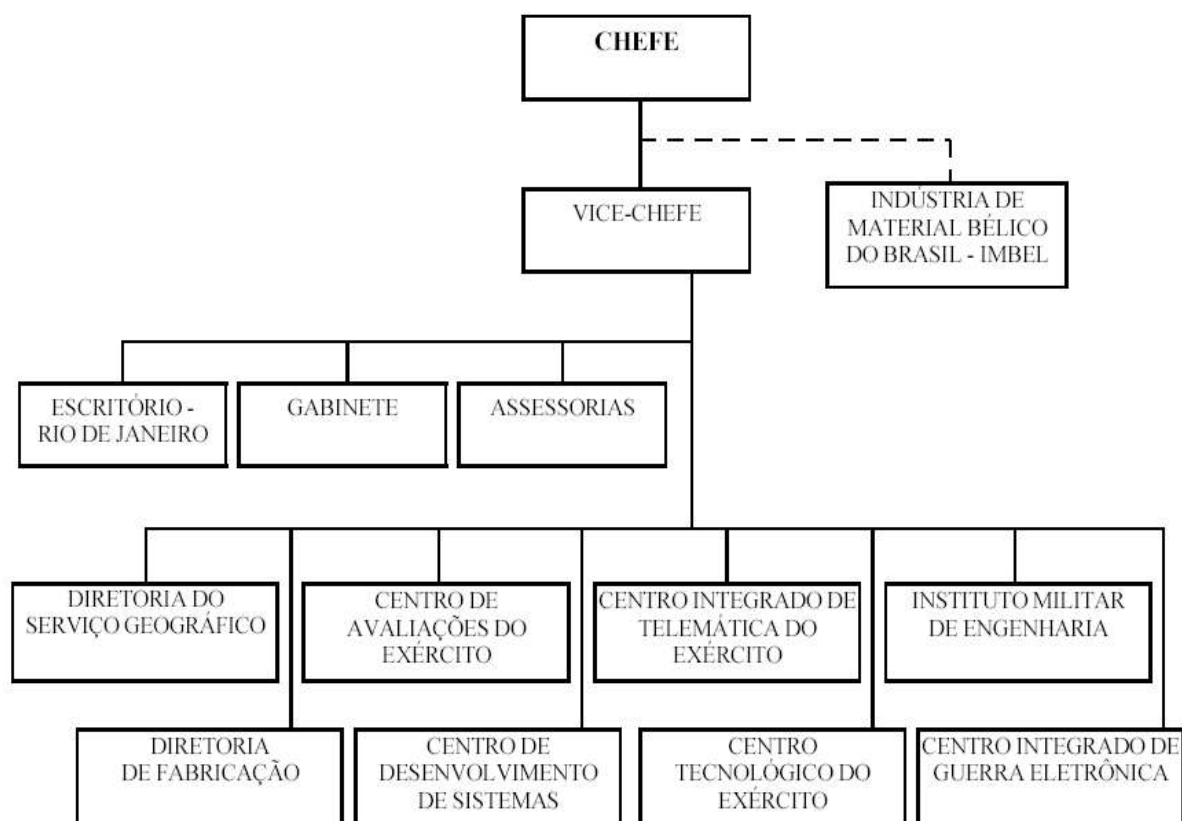 CHEFE
VICE-CHEFE
INDÚSTRIA DE
MATERIAL BÉLICO
DO BRASIL - IMBEL
ESCRITÓRIO -
RIO DE JANEIRO
GABINETE
ASSESSORIAS
DIRETORIA DO
SERVIÇO GEOGRÁFICO
CENTRO DE
AVALIAÇÕES DO
EXÉRCITO
CENTRO INTEGRADO DE
TELEMÁTICA DO
EXÉRCITO
INSTITUTO MILITAR
DE ENGENHARIA
DIRETORIA
DE FABRICAÇÃO
CENTRO DE
DESENVOLVIMENTO
DE SISTEMAS
CENTRO
TECNOLÓGICO DO
EXÉRCITO
CENTRO INTEGRADO DE
GUERRA ELETRÔNICA